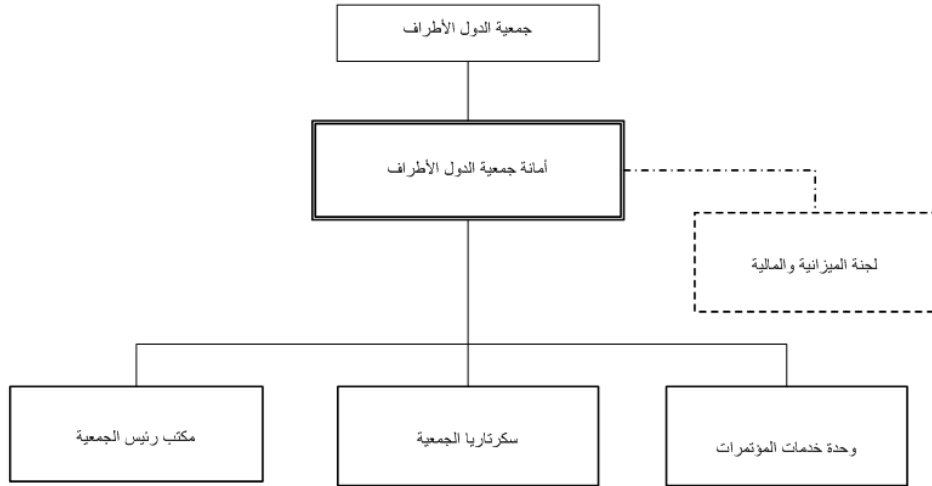 جمعية الدول الأطراف
أمانة جمعية الدول الأطراف
لجنة الميزانية والمالية
وحدة خدمات المؤتمرات
سكرتاريا الجمعية
مكتب رئيس الجمعية